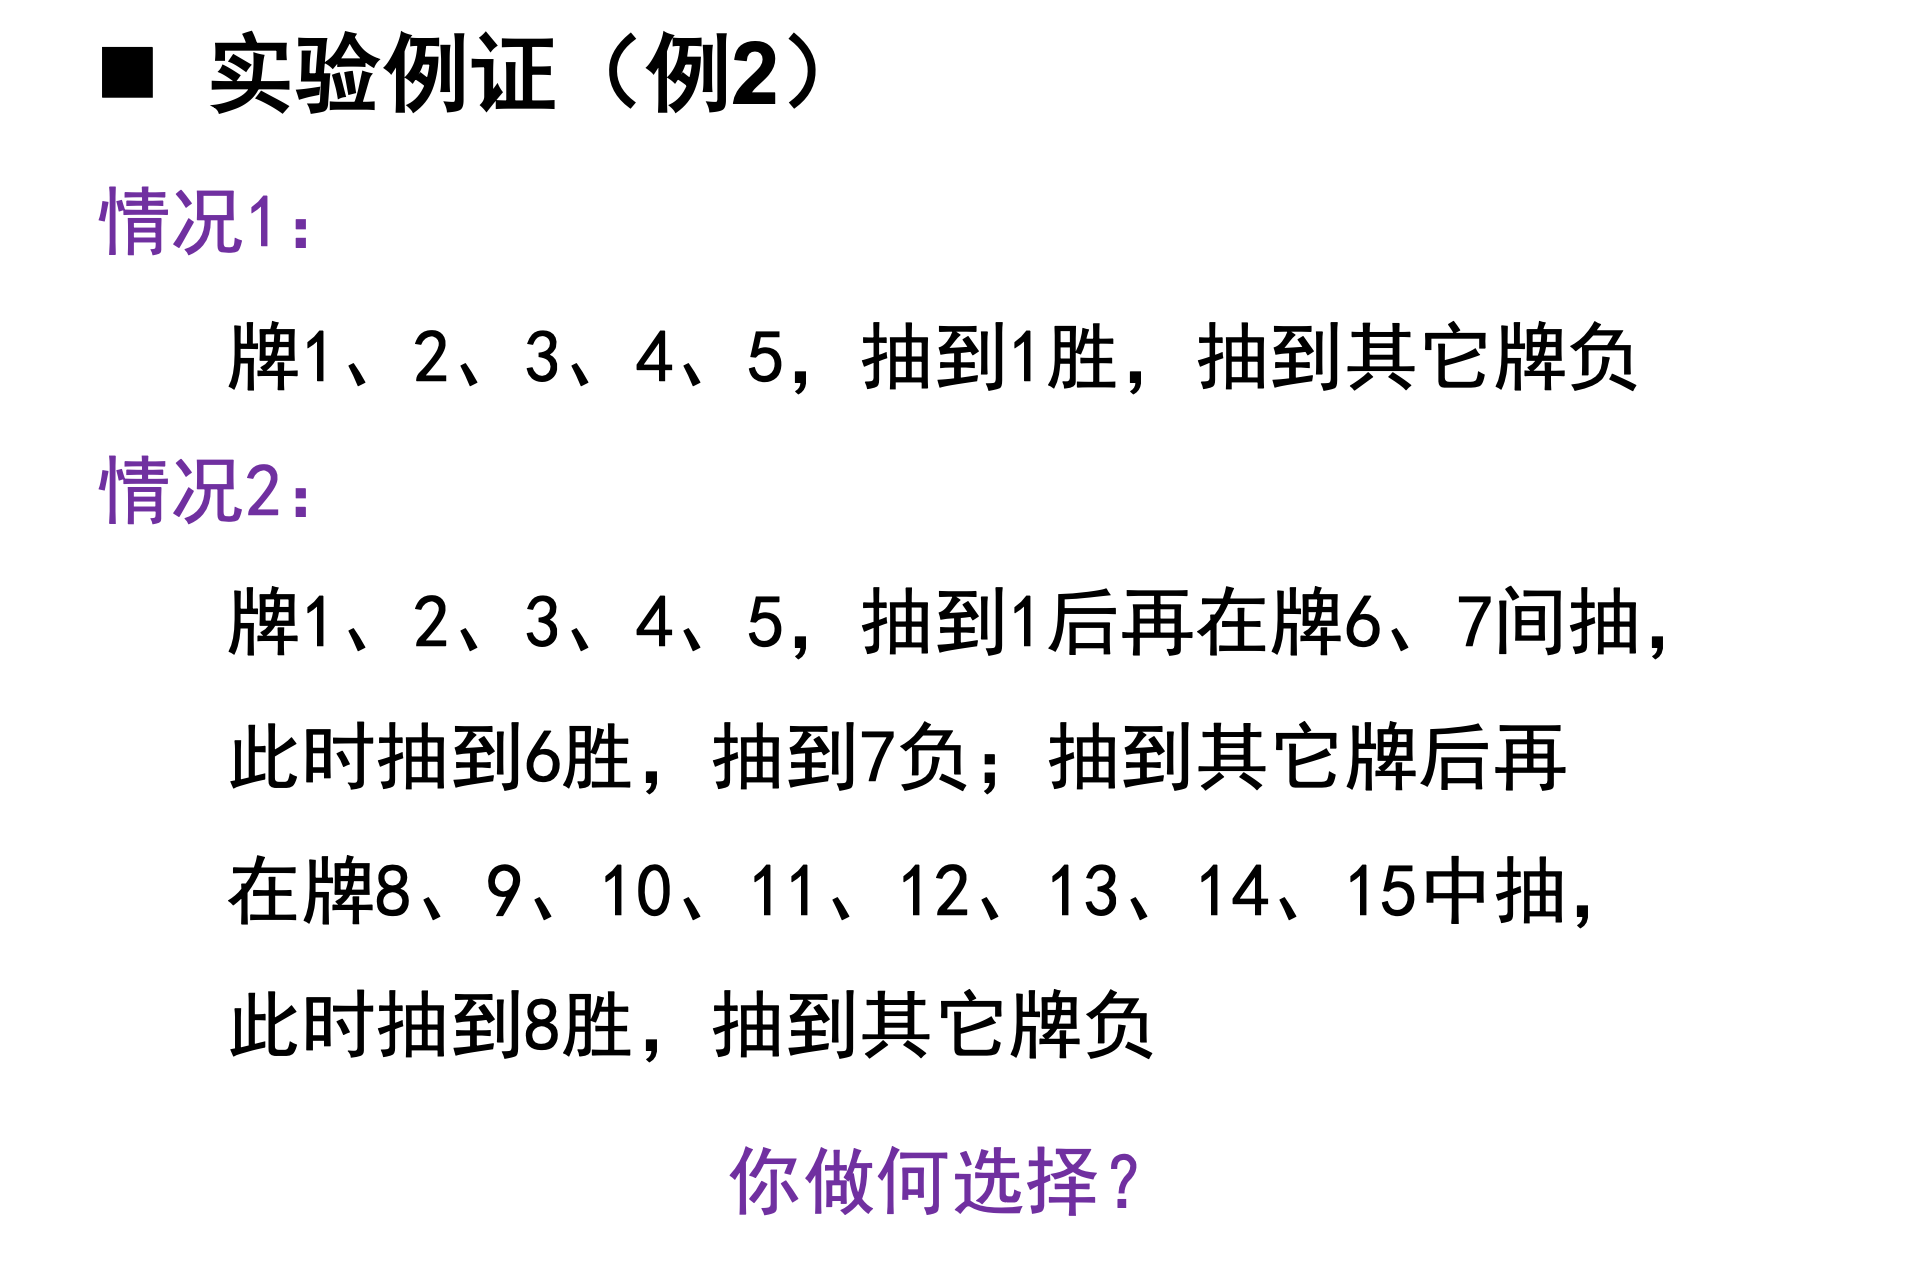 ■ 实验例证（例2）
情况1：
牌1、2、3、4、5，抽到1胜，抽到其它牌负
情况2：
牌1、2、3、4、5，抽到1后再在牌6、7间抽，
此时抽到6胜，抽到7负；抽到其它牌后再
在牌8、9、10、11、12、13、14、15中抽，
此时抽到8胜，抽到其它牌负
你做何选择？